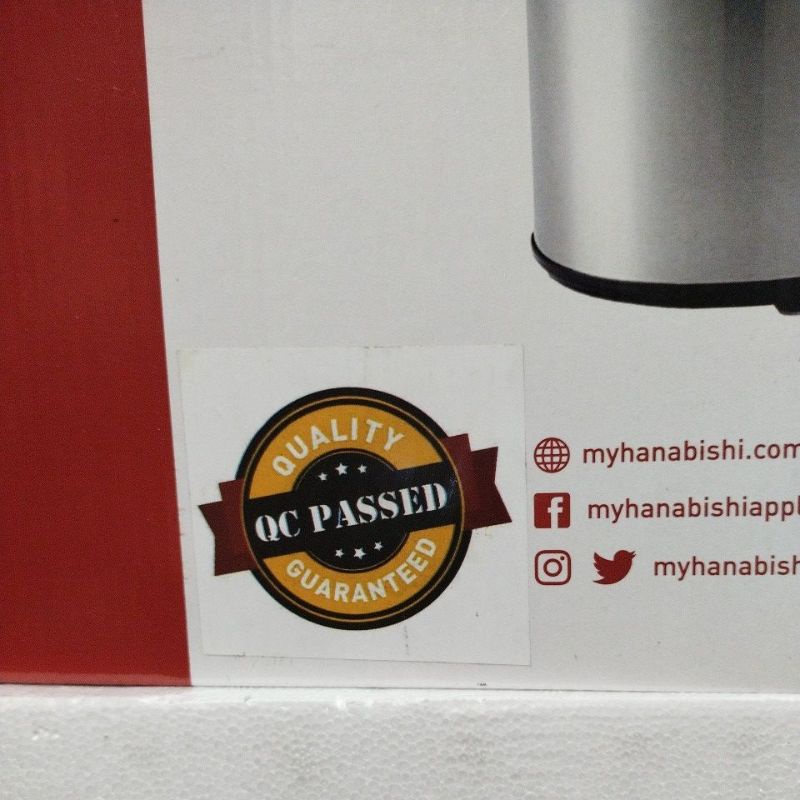 QUALITY
QC PASSED
GUARANTEED
myhanabishi.com
myhanabishiappl
myhanabish